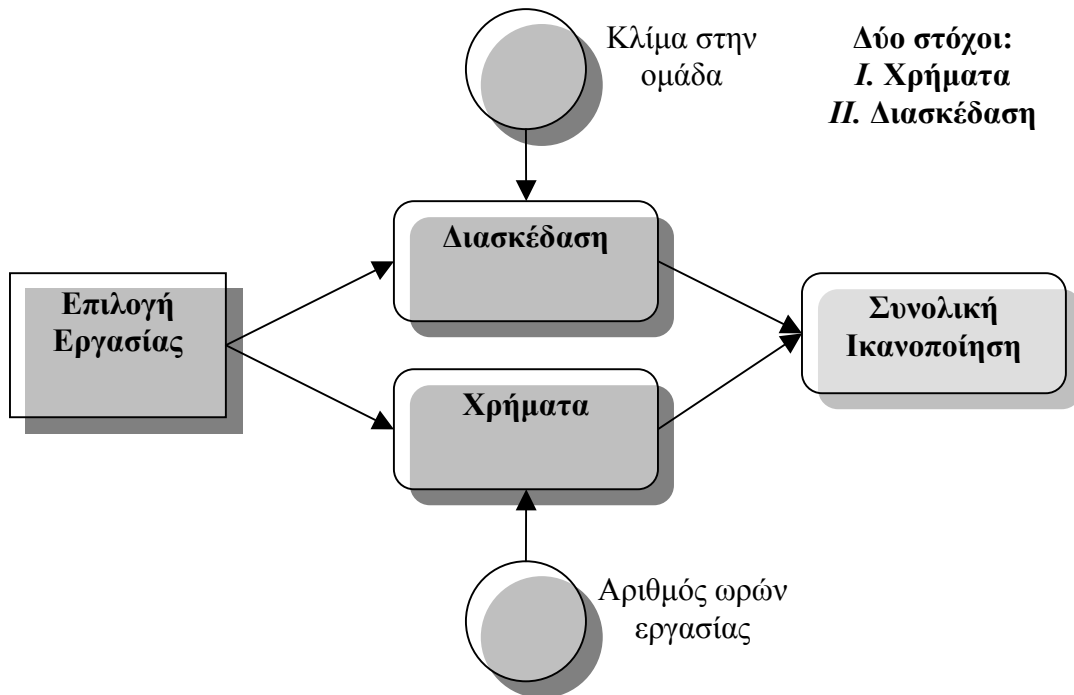 Κλίμα στην
ομάδα
Δύο στόχοι:
I. Χρήματα
II. Διασκέδαση
Διασκέδαση
Επιλογή
Εργασίας
Συνολική
Ικανοποίηση
Χρήματα
Αριθμός ωρών
εργασίας